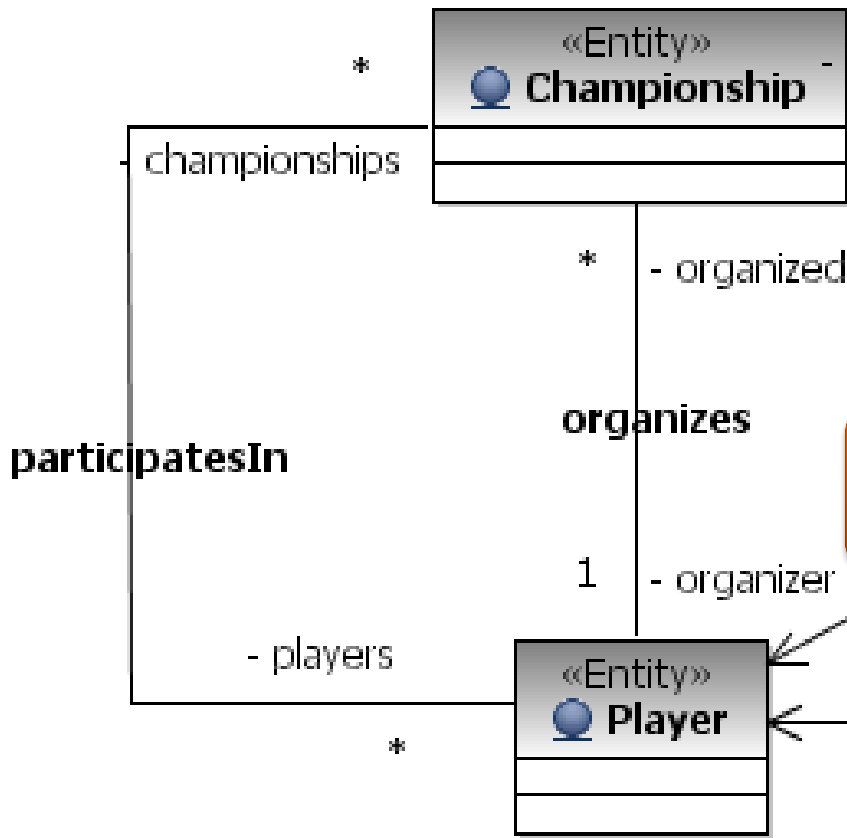 «Entity»
Championship
-
*
- championships
*
- organized
organizes
participatesIn
1
- organizer
- players
*
«Entity»
Player